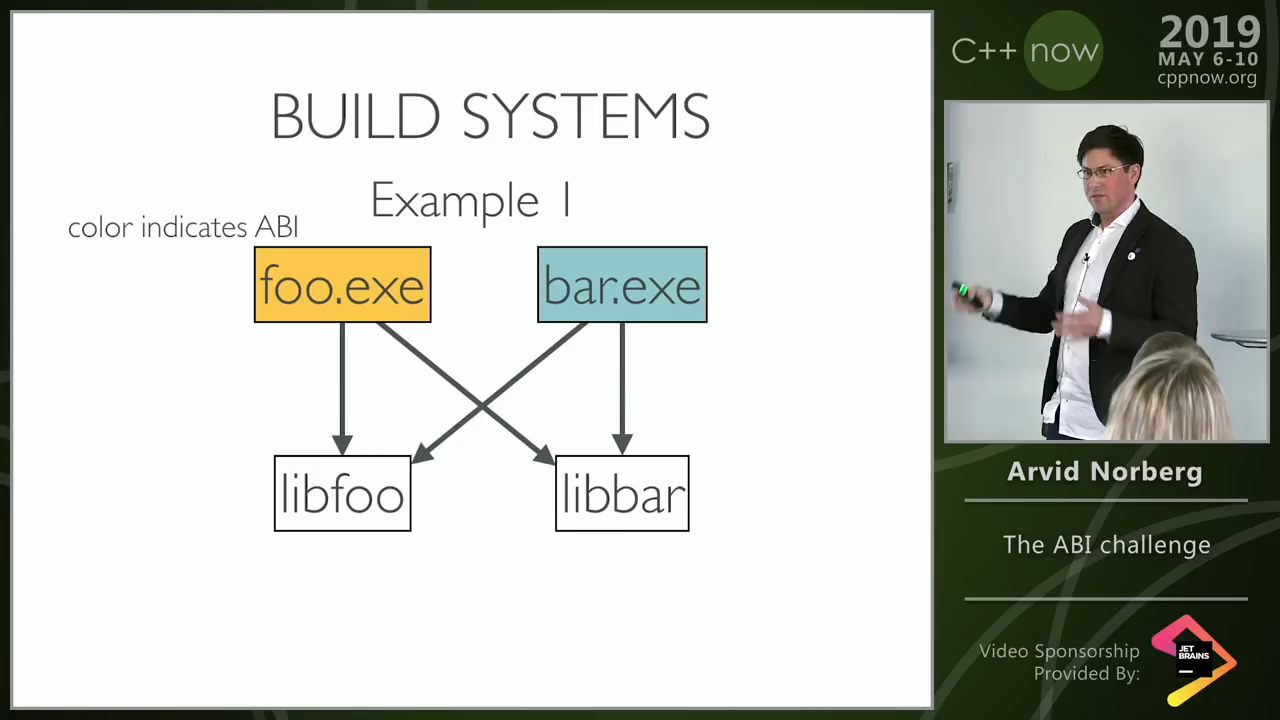 BUILD SYSTEMS
Example 1
color indicates ABI
foo.exe
bar.exe
libfoo
libbar
C++ now
2019
MAY 6-10
cppnow.org
Arvid Norberg
The ABI challenge
Video Sponsorship
Provided By:
JET
BRAINS